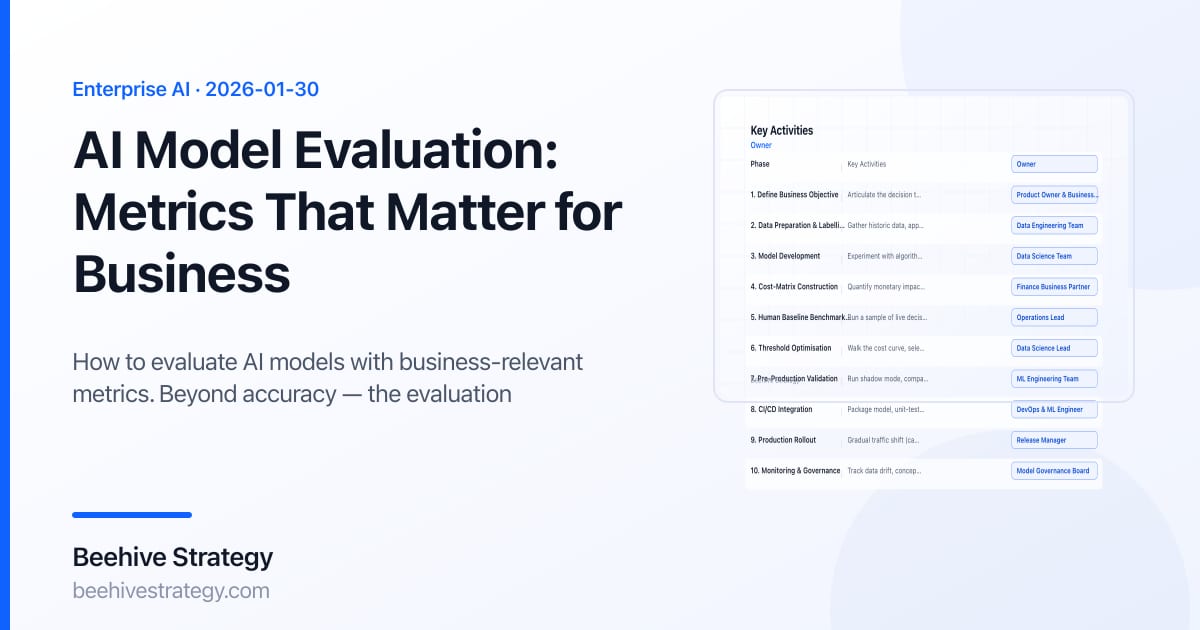 Enterprise AI · 2026-01-30
AI Model Evaluation:
Metrics That Matter for
Business
How to evaluate AI models with business-relevant
metrics. Beyond accuracy — the evaluation
Beehive Strategy
beehivestrategy.com
Key Activities
Owner
Phase Key Activities Owner
1. Define Business Objective Articulate the decision t... Product Owner & Business...
2. Data Preparation & Labelli... Gather historic data, app... Data Engineering Team
3. Model Development Experiment with algorith... Data Science Team
4. Cost-Matrix Construction Quantify monetary impac... Finance Business Partner
5. Human Baseline Benchmark... Run a sample of live decis... Operations Lead
6. Threshold Optimisation Walk the cost curve, sele... Data Science Lead
7. Pre-Production Validation Run shadow mode, compa... ML Engineering Team
8. CI/CD Integration Package model, unit-test... DevOps & ML Engineer
9. Production Rollout Gradual traffic shift (ca... Release Manager
10. Monitoring & Governance Track data drift, concep... Model Governance Board